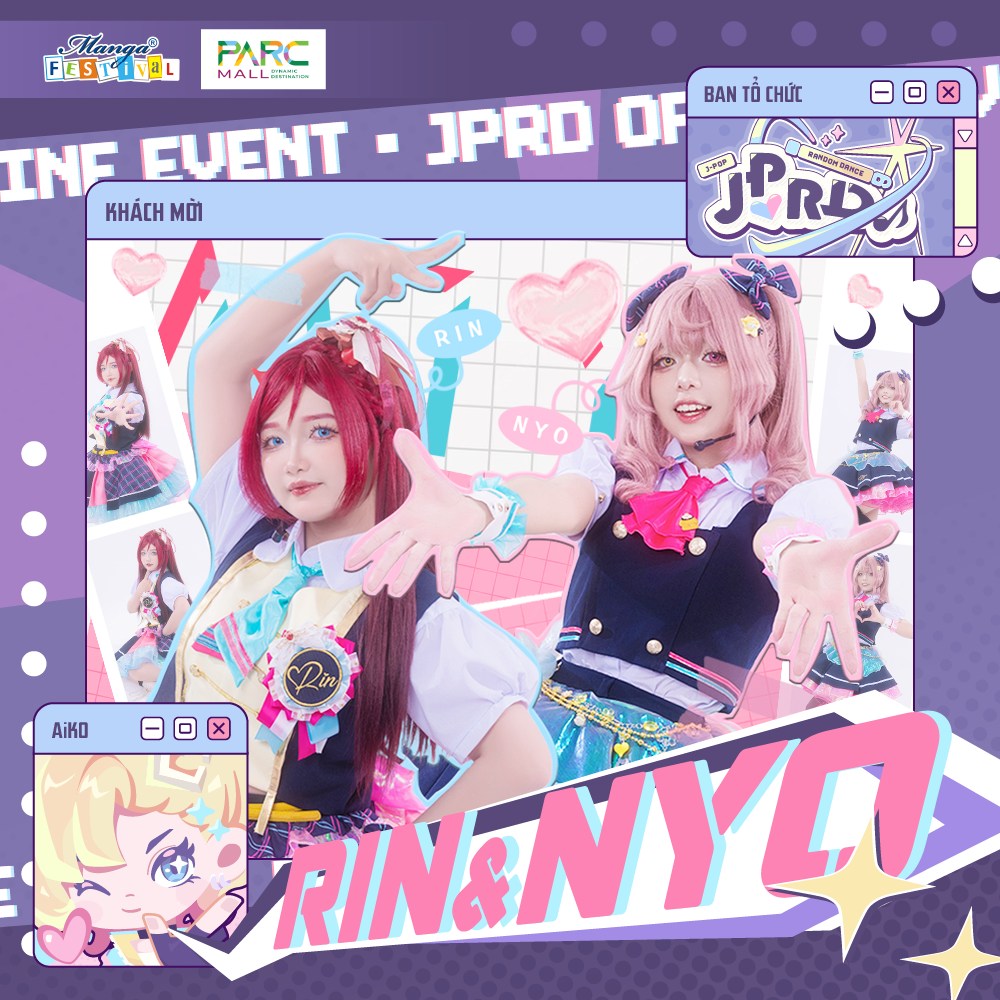 Manga®
FESTIVAL
PARC
MALL DYNAMIC DESTINATION
BAN TỔ CHỨC
INE EVENT • JPRD OF
J-POP
RANDOM DANCE
JPRD
KHÁCH MỜI
RIN
NYO
Rin
AiKO
RIN&NYO